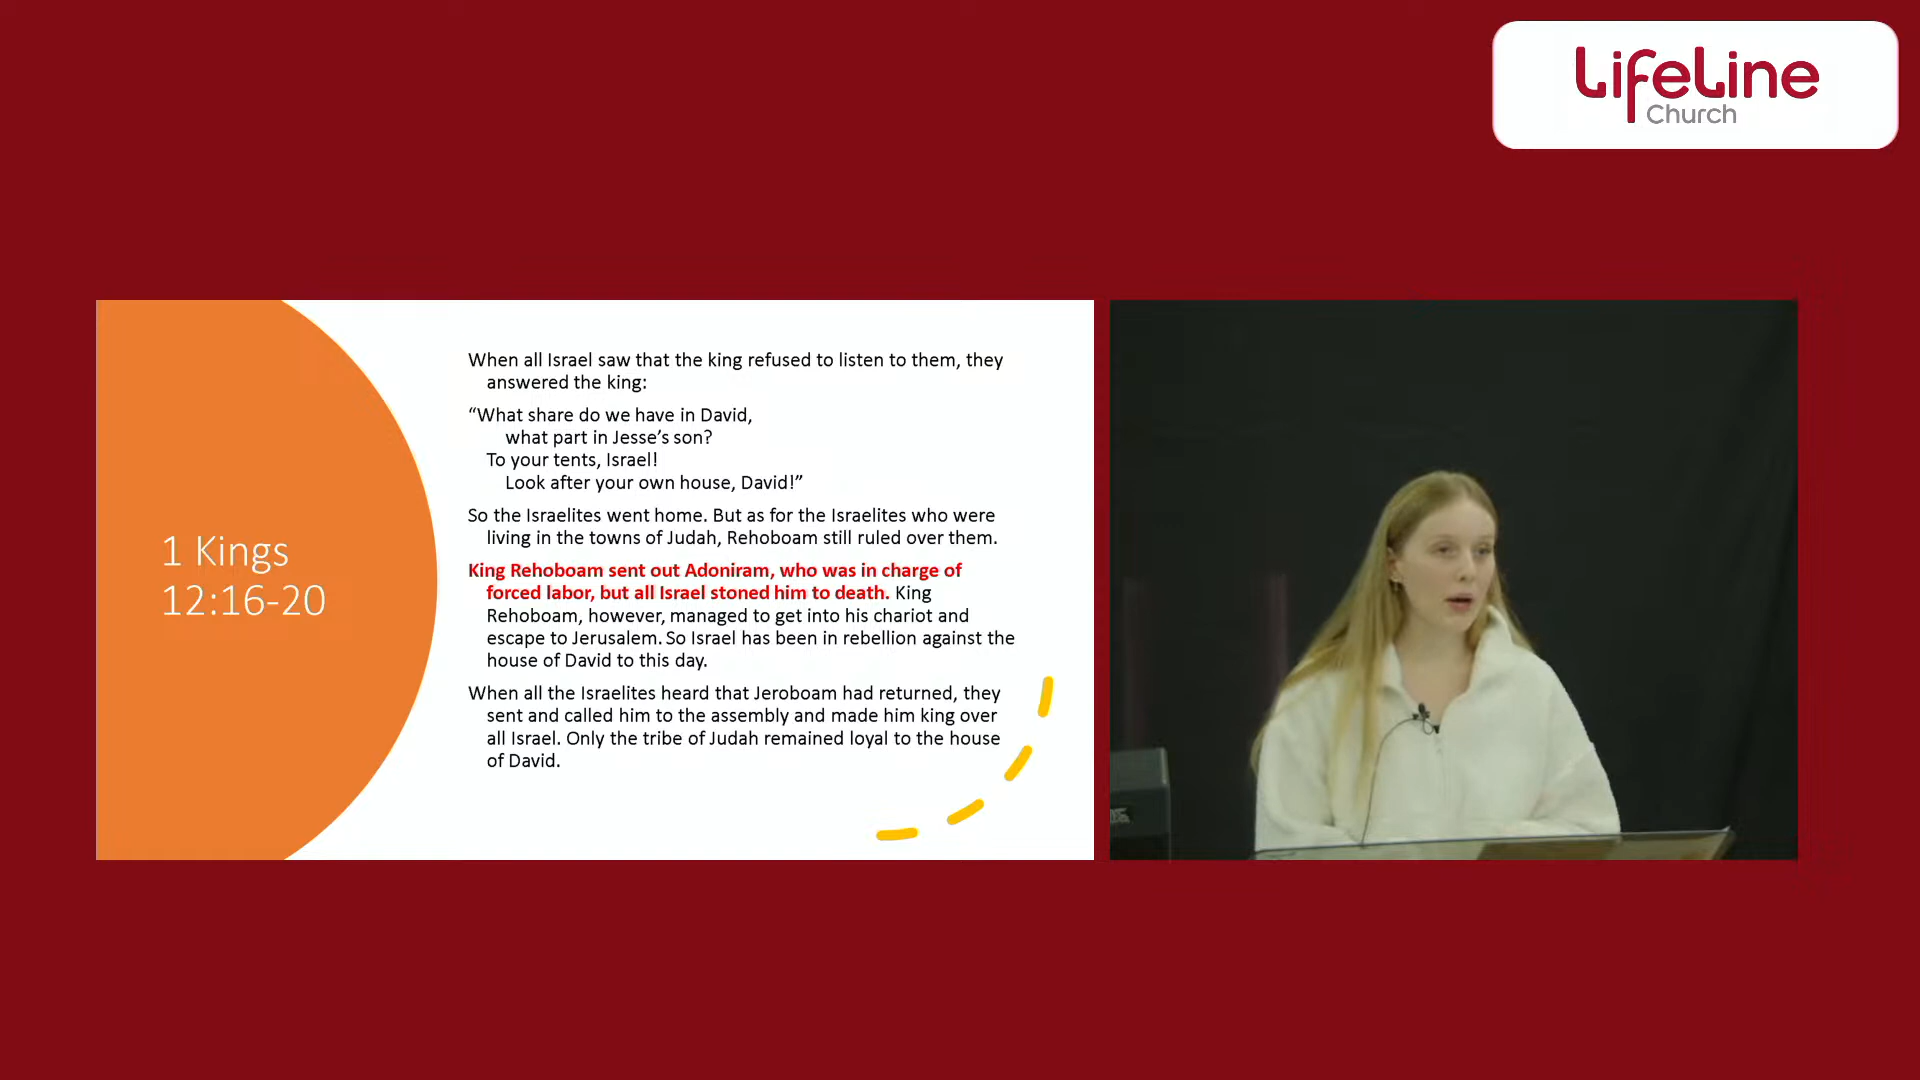 LifeLine
Church
1 Kings
12:16-20
When all Israel saw that the king refused to listen to them, they
answered the king:
“What share do we have in David,
what part in Jesse’s son?
To your tents, Israel!
Look after your own house, David!”
So the Israelites went home. But as for the Israelites who were
living in the towns of Judah, Rehoboam still ruled over them.
King Rehoboam sent out Adoniram, who was in charge of
forced labor, but all Israel stoned him to death. King
Rehoboam, however, managed to get into his chariot and
escape to Jerusalem. So Israel has been in rebellion against the
house of David to this day.
When all the Israelites heard that Jeroboam had returned, they
sent and called him to the assembly and made him king over
all Israel. Only the tribe of Judah remained loyal to the house
of David.